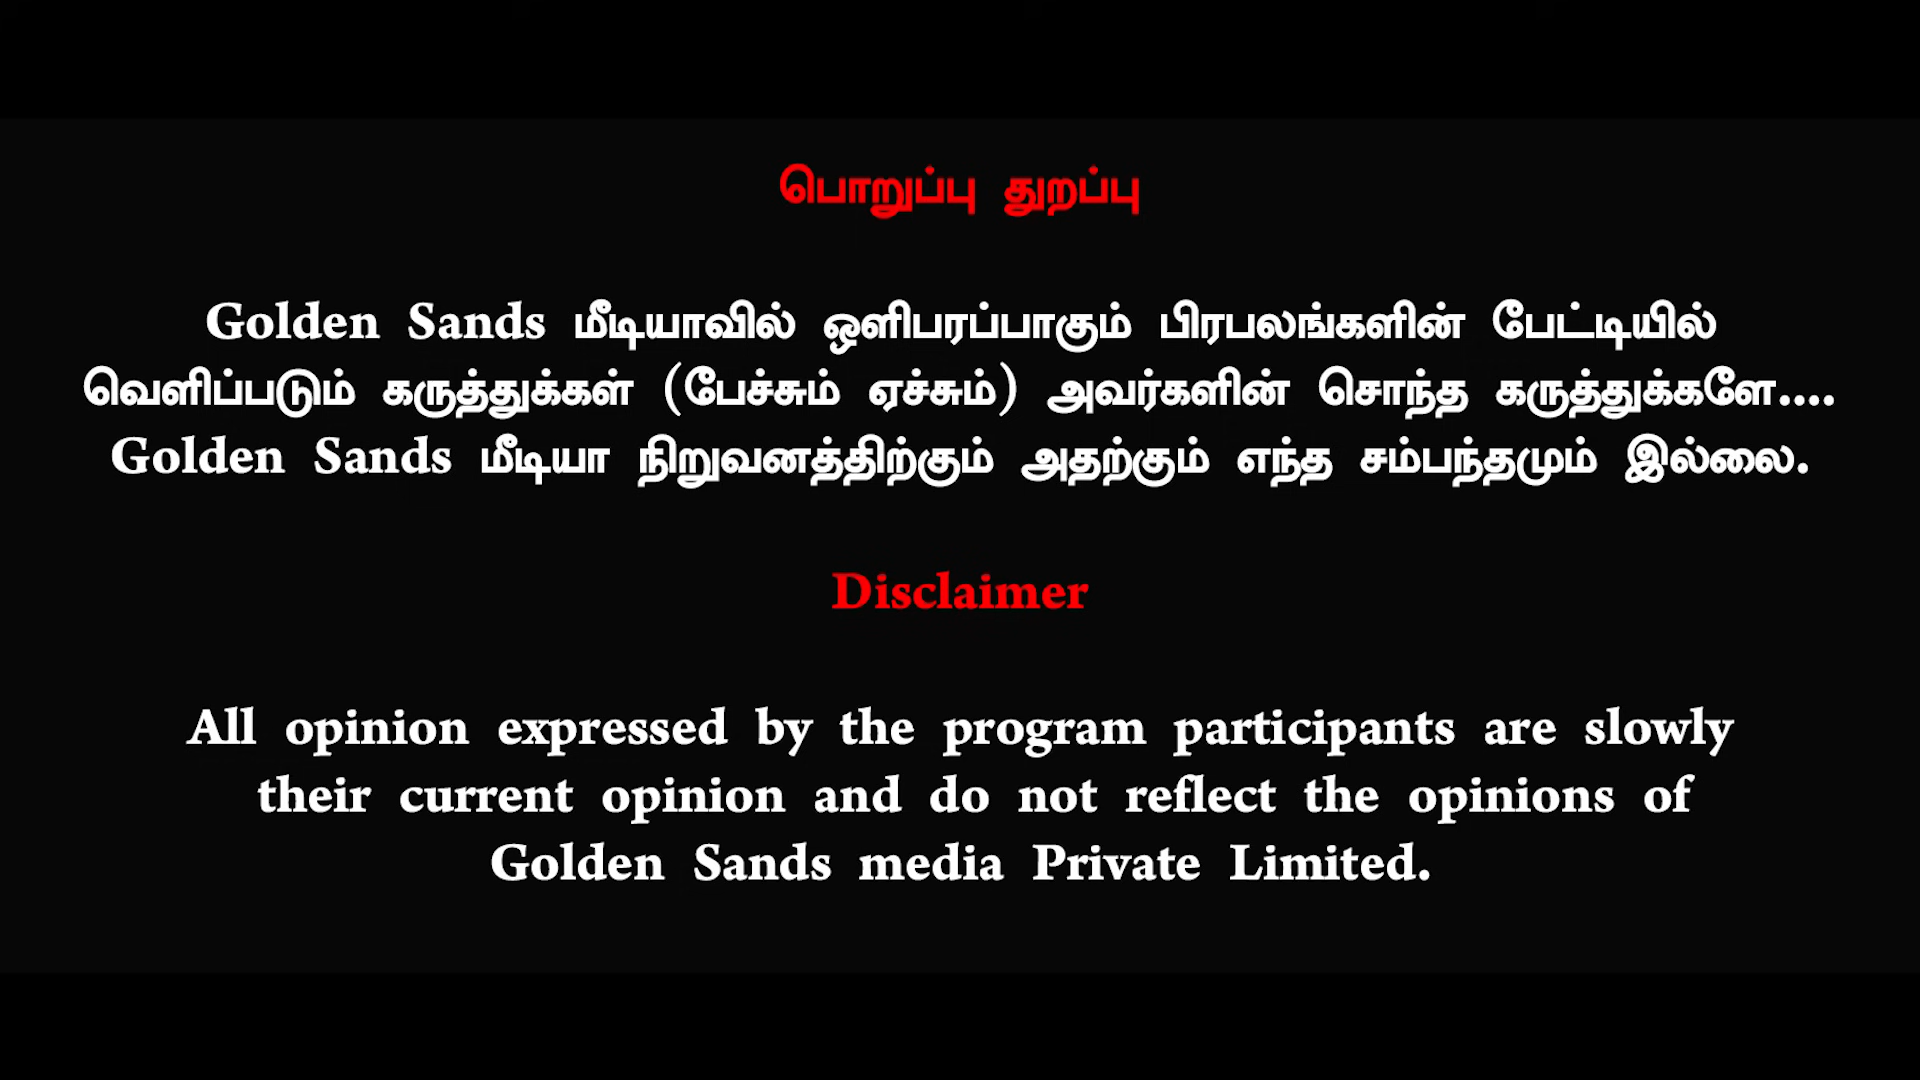 பொறுப்பு துறப்பு
Golden Sands மீடியாவில் ஒளிபரப்பாகும் பிரபலங்களின் பேட்டியில்
வெளிப்படும் கருத்துக்கள் (பேச்சும் ஏச்சும்) அவர்களின் சொந்த கருத்துக்களே....
Golden Sands மீடியா நிறுவனத்திற்கும் அதற்கும் எந்த சம்பந்தமும் இல்லை.
Disclaimer
All opinion expressed by the program participants are slowly
their current opinion and do not reflect the opinions of
Golden Sands media Private Limited.